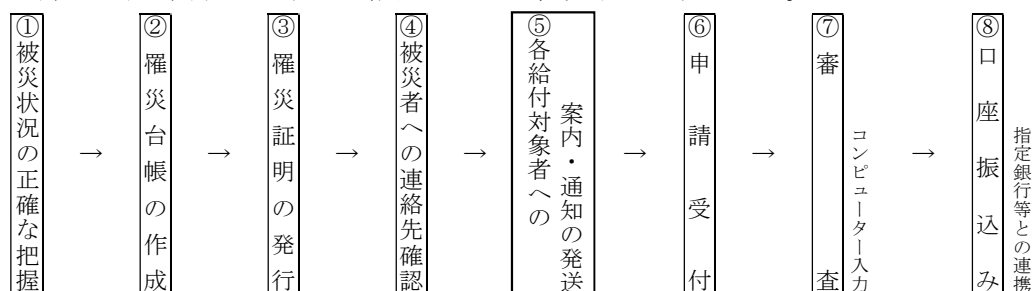 ①被災状況の正確な把握
→
②罹災台帳の作成
→
③罹災証明の発行
→
④被災者への連絡先確認
→
⑤各給付対象者への
案内・通知の発送
→
⑥申請受付
→
⑦審査
コンピューター入力
→
⑧口座振込み
指定銀行等との連携